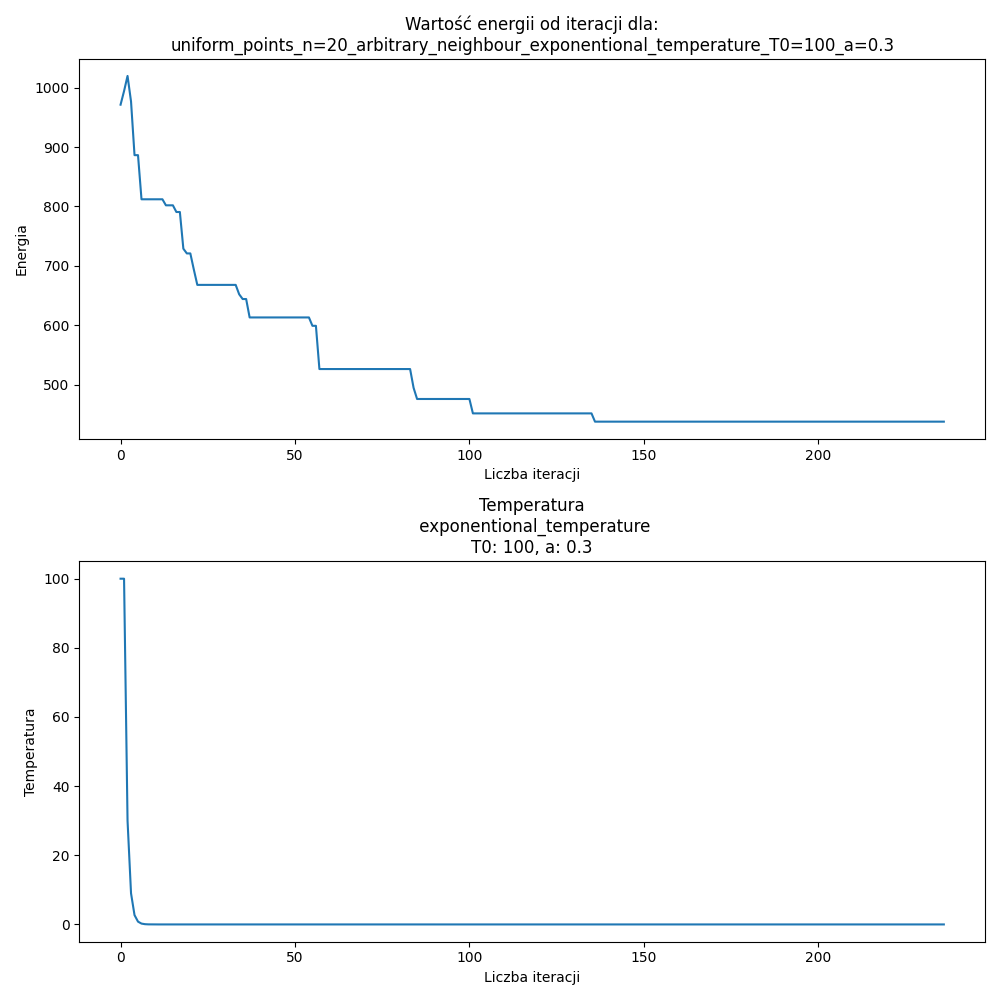 Wartość energii od iteracji dla:
uniform_points_n=20_arbitrary_neighbour_exponentional_temperature_T0=100_a=0.3
1000
900
800
700
600
500
Energia
0
50
100
150
200
Liczba iteracji
Temperatura
exponentional_temperature
T0: 100, a: 0.3
100
80
60
40
20
0
Temperatura
0
50
100
150
200
Liczba iteracji